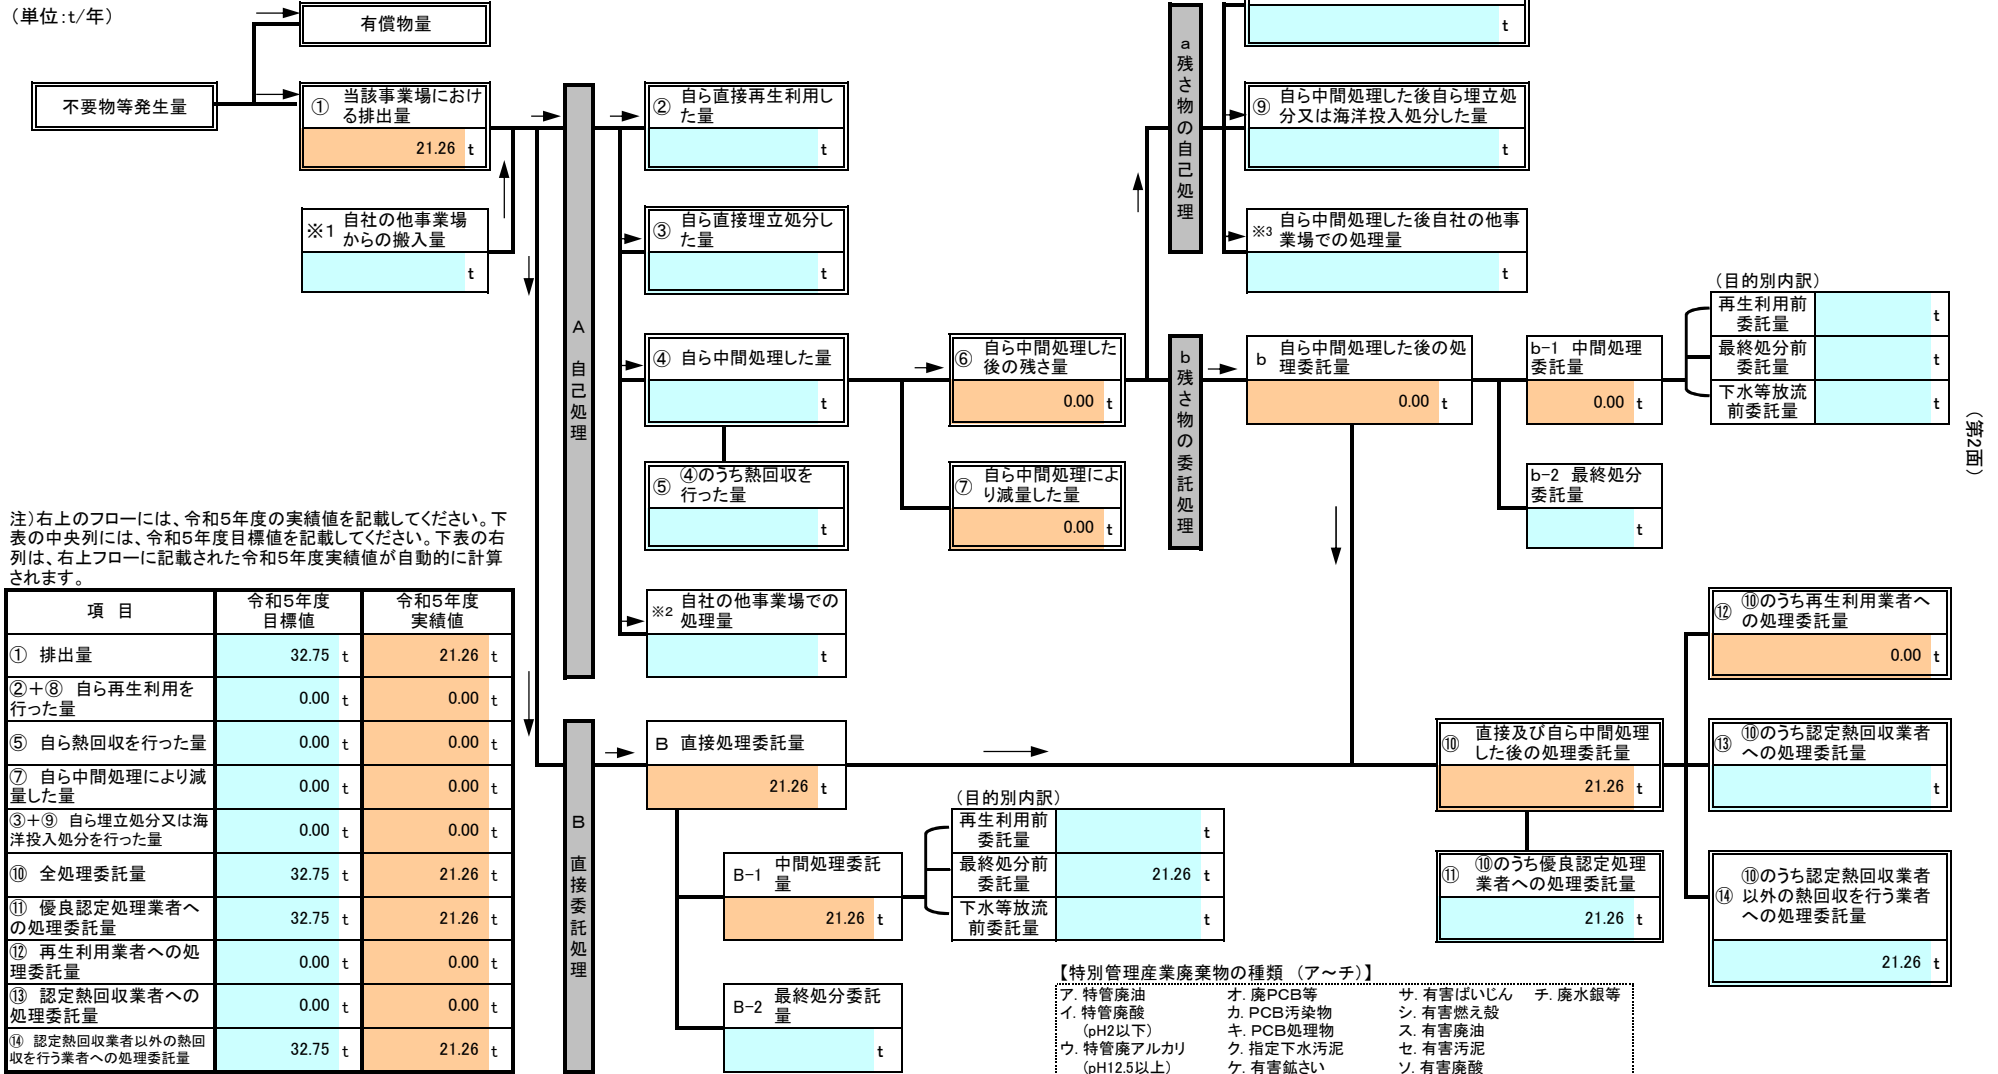 （単位:t/年）
有償物量
不要物等発生量
① 当該事業場におけ
る排出量
21.26 t
※1 自社の他事業場
からの搬入量
t
A 自己処理
② 自ら直接再生利用し
た量
t
③ 自ら直接埋立処分し
た量
t
④ 自ら中間処理した量
t
⑤ ④のうち熱回収を
行った量
t
※2 自社の他事業場での
処理量
t
⑥ 自ら中間処理した
後の残さ量
0.00 t
⑦ 自ら中間処理によ
り減量した量
0.00 t
a 残さ物の自己処理
t
⑨ 自ら中間処理した後自ら埋立処
分又は海洋投入処分した量
t
※3 自ら中間処理した後自社の他事
業場での処理量
t
b 残さ物の委託処理
b 自ら中間処理した後の処
理委託量
0.00 t
b-1 中間処理
委託量
0.00 t
（目的別内訳）
再生利用前
委託量 t
最終処分前
委託量 t
下水等放流
前委託量 t
b-2 最終処分
委託量
t
（第2面）
注）右上のフローには、令和5年度の実績値を記載してください。下
表の中央列には、令和5年度目標値を記載してください。下表の右
列は、右上フローに記載された令和5年度実績値が自動的に計算
されます。
項 目 令和5年度
目標値 令和5年度
実績値
① 排出量 32.75 t 21.26 t
②＋⑧ 自ら再生利用を
行った量 0.00 t 0.00 t
⑤ 自ら熱回収を行った量 0.00 t 0.00 t
⑦ 自ら中間処理により減
量した量 0.00 t 0.00 t
③＋⑨ 自ら埋立処分又は海
洋投入処分を行った量 0.00 t 0.00 t
⑩ 全処理委託量 32.75 t 21.26 t
⑪ 優良認定処理業者へ
の処理委託量 32.75 t 21.26 t
⑫ 再生利用業者への処
理委託量 0.00 t 0.00 t
⑬ 認定熱回収業者への
処理委託量 0.00 t 0.00 t
⑭ 認定熱回収業者以外の熱回
収を行う業者への処理委託量 32.75 t 21.26 t
B 直接委託処理
B 直接処理委託量
21.26 t
B-1 中間処理委託
量
21.26 t
（目的別内訳）
再生利用前
委託量 t
最終処分前
委託量 21.26 t
下水等放流
前委託量 t
B-2 最終処分委託
量
t
⑩ 直接及び自ら中間処理
した後の処理委託量
21.26 t
⑪ ⑩のうち優良認定処理
業者への処理委託量
21.26 t
⑫ ⑩のうち再生利用業者へ
の処理委託量
0.00 t
⑬ ⑩のうち認定熱回収業者
への処理委託量
t
⑭ ⑩のうち認定熱回収業者
以外の熱回収を行う業者
への処理委託量
21.26 t
【特別管理産業廃棄物の種類 （ア～チ）】
ア. 特管廃油 オ. 廃PCB等 サ. 有害ばいじん チ. 廃水銀等
イ. 特管廃酸 カ. PCB汚染物 シ. 有害燃え殻
（pH2以下） キ. PCB処理物 ス. 有害廃油
ウ. 特管廃アルカリ ク. 指定下水汚泥 セ. 有害汚泥
（pH12.5以上） ケ. 有害鉱さい ソ. 有害廃酸